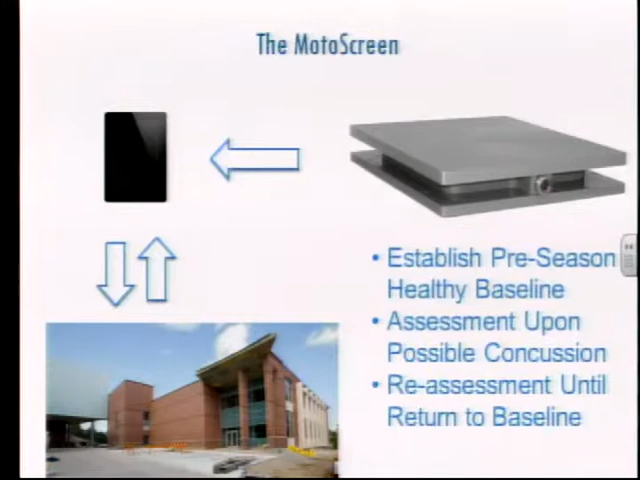 The MotoScreen
• Establish Pre-Season
Healthy Baseline
• Assessment Upon
Possible Concussion
• Re-assessment Until
Return to Baseline